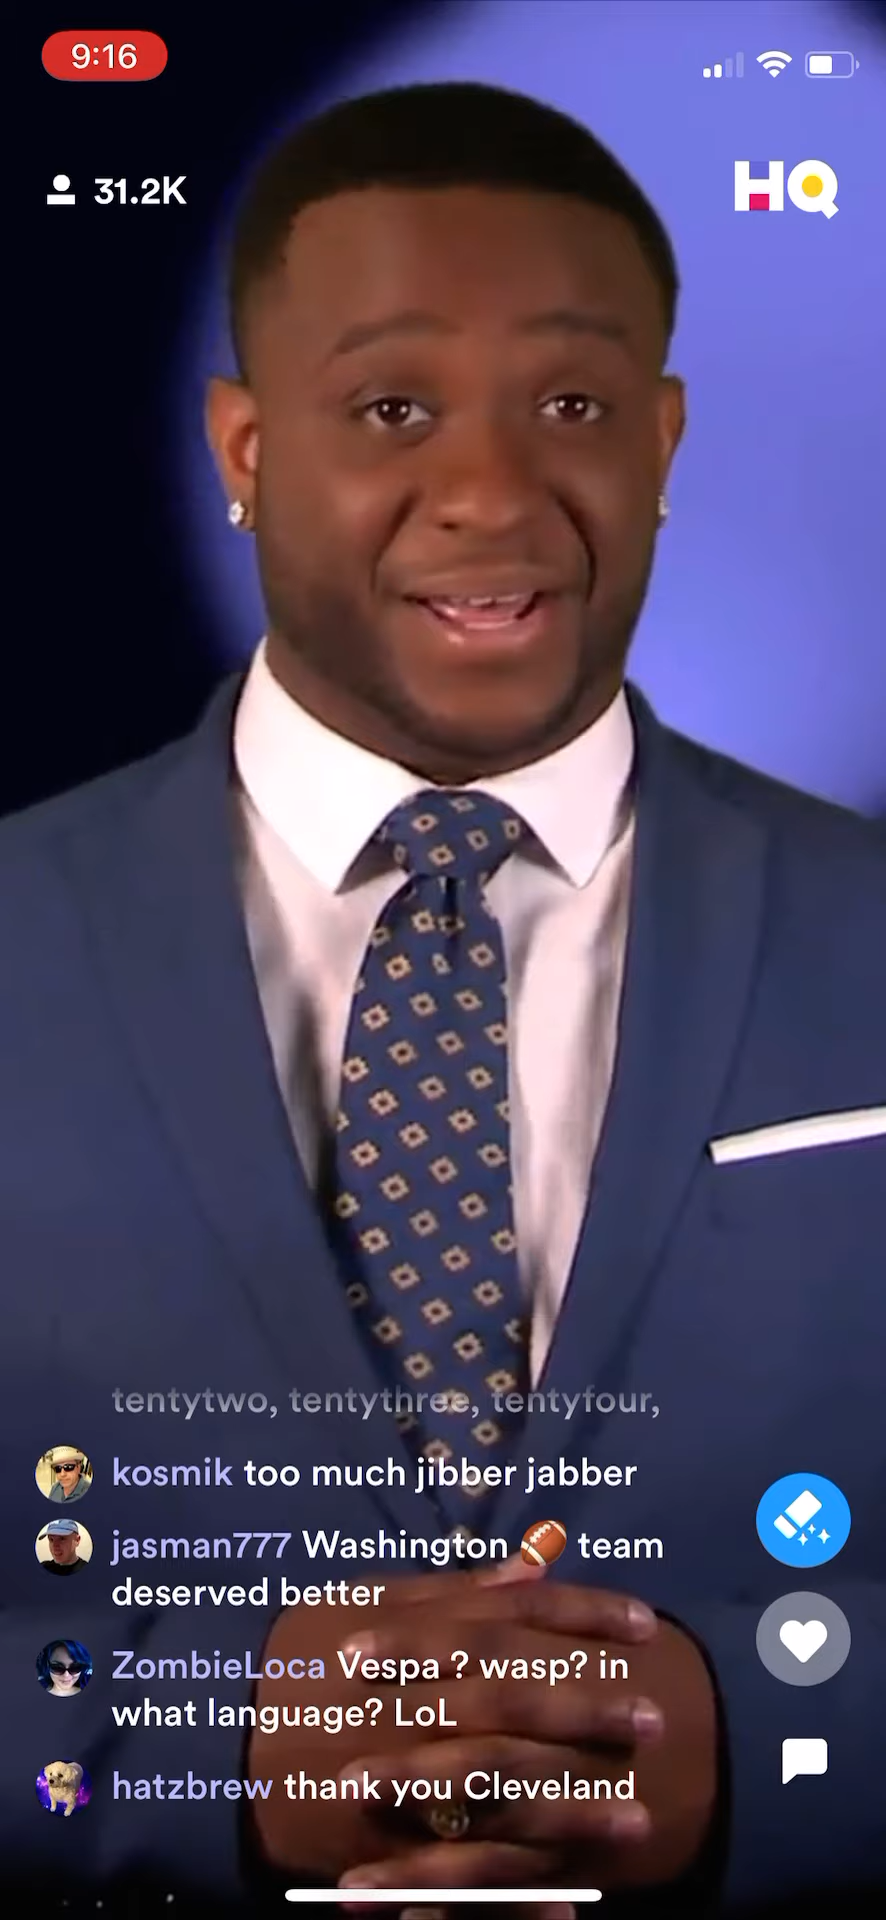 9:16
31.2K
HQ
tentytwo, tentythree, tentyfour,
kosmik too much jibber jabber
jasman777 Washington 🏈 team
deserved better
ZombieLoca Vespa ? wasp? in
what language? LoL
hatzbrew thank you Cleveland